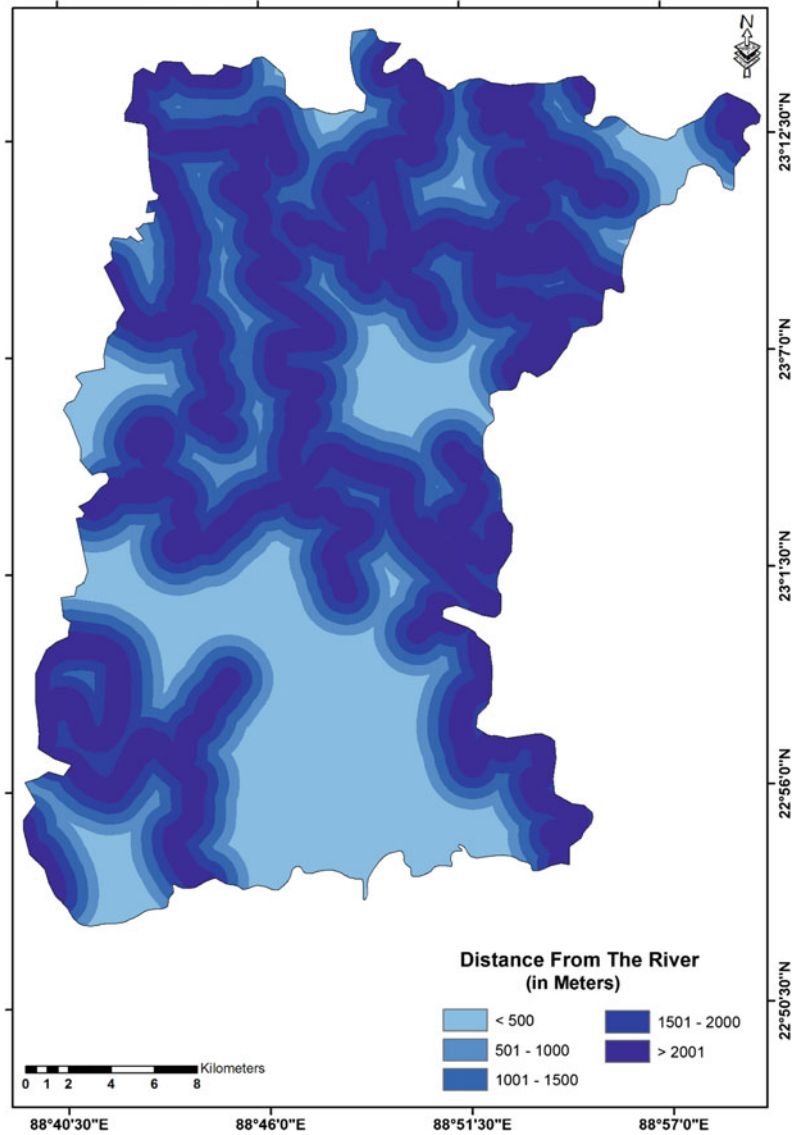 N
23°12'30"N
23°7'0"N
23°1'30"N
22°56'0"N
22°50'30"N
Distance From The River
(in Meters)
< 500
501 - 1000
1001 - 1500
1501 - 2000
> 2001
Kilometers
0 1 2 4 6 8
88°40'30"E 88°46'0"E 88°51'30"E 88°57'0"E